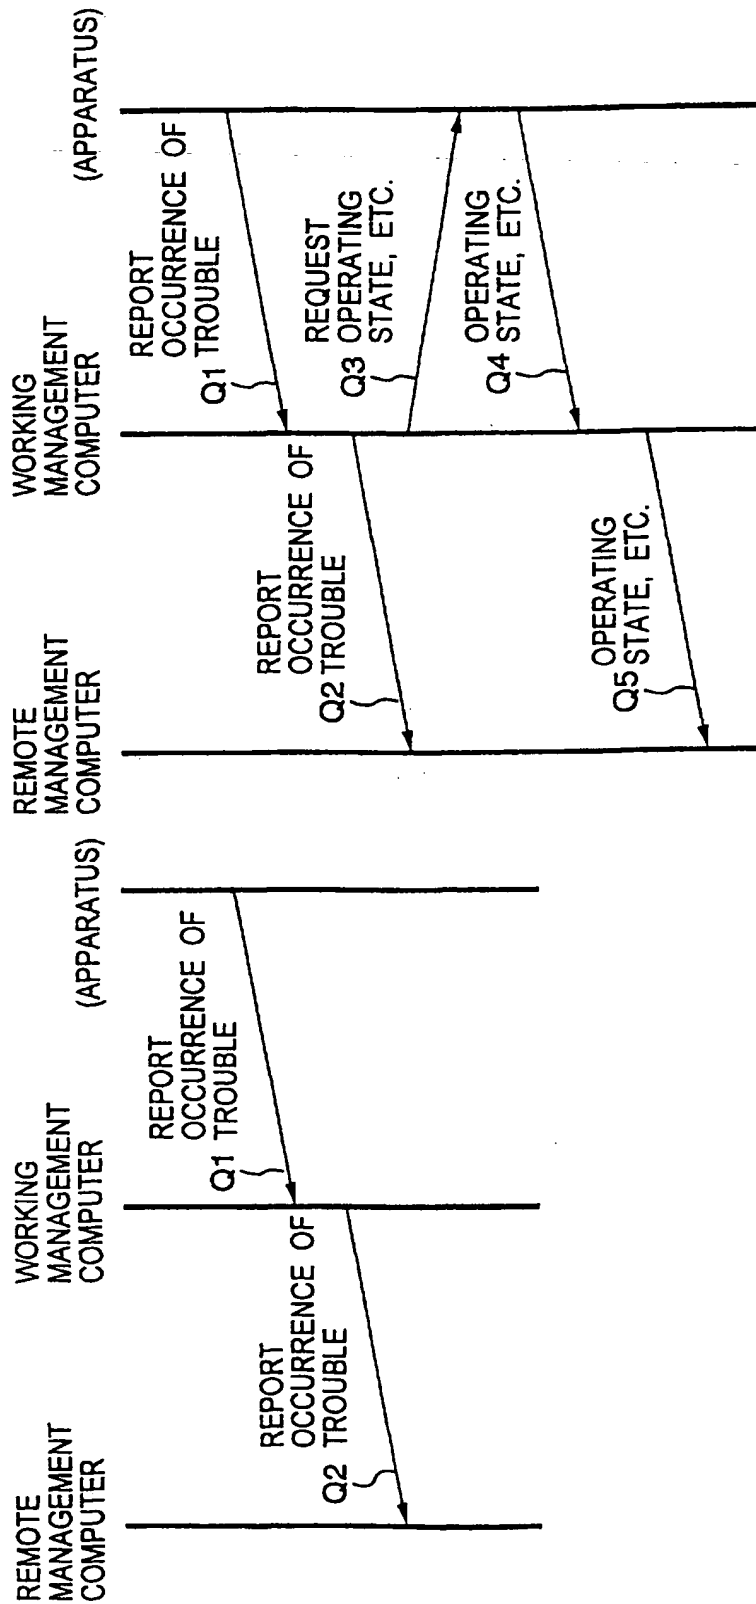 REMOTE
MANAGEMENT
COMPUTER
WORKING
MANAGEMENT
COMPUTER
(APPARATUS)
REPORT
OCCURRENCE OF
TROUBLE
Q1
REPORT
OCCURRENCE OF
TROUBLE
Q2
REMOTE
MANAGEMENT
COMPUTER
WORKING
MANAGEMENT
COMPUTER
(APPARATUS)
REPORT
OCCURRENCE OF
TROUBLE
Q1
REPORT
OCCURRENCE OF
TROUBLE
Q2
REQUEST
OPERATING
STATE, ETC.
Q3
OPERATING
STATE, ETC.
Q4
OPERATING
STATE, ETC.
Q5